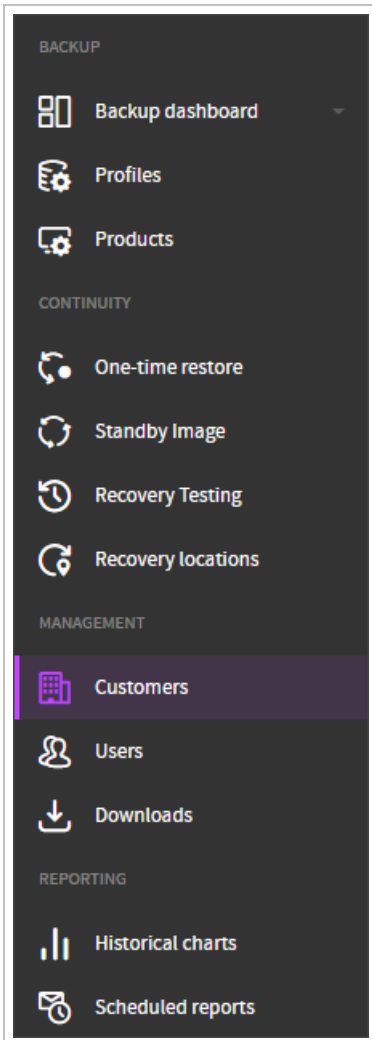 BACKUP
Backup dashboard
Profiles
Products
CONTINUITY
One-time restore
Standby Image
Recovery Testing
Recovery locations
MANAGEMENT
Customers
Users
Downloads
REPORTING
Historical charts
Scheduled reports